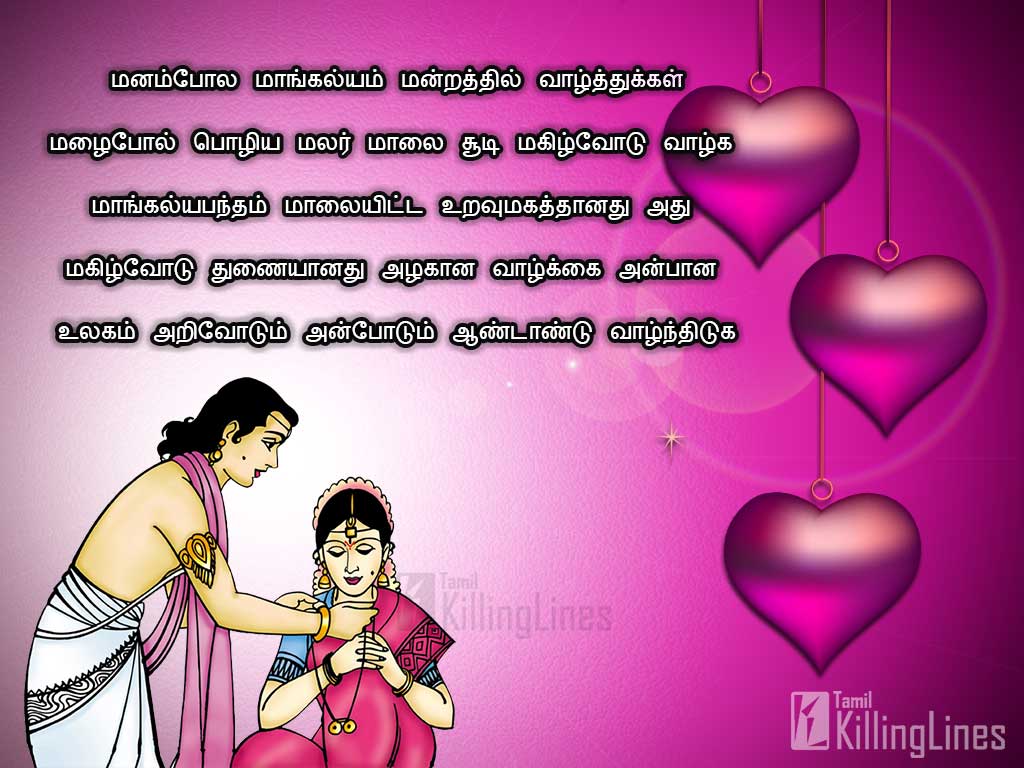 மனம்போல மாங்கல்யம் மன்றத்தில் வாழ்த்துக்கள்
மழைபோல் பொழிய மலர் மாலை சூடி மகிழ்வோடு வாழ்க
மாங்கல்யபந்தம் மாலையிட்ட உறவுமகத்தானது அது
மகிழ்வோடு துணையானது அழகான வாழ்க்கை அன்பான
உலகம் அறிவோடும் அன்போடும் ஆண்டாண்டு வாழ்ந்திடுக
Tamil
KillingLines
Tamil
KillingLines